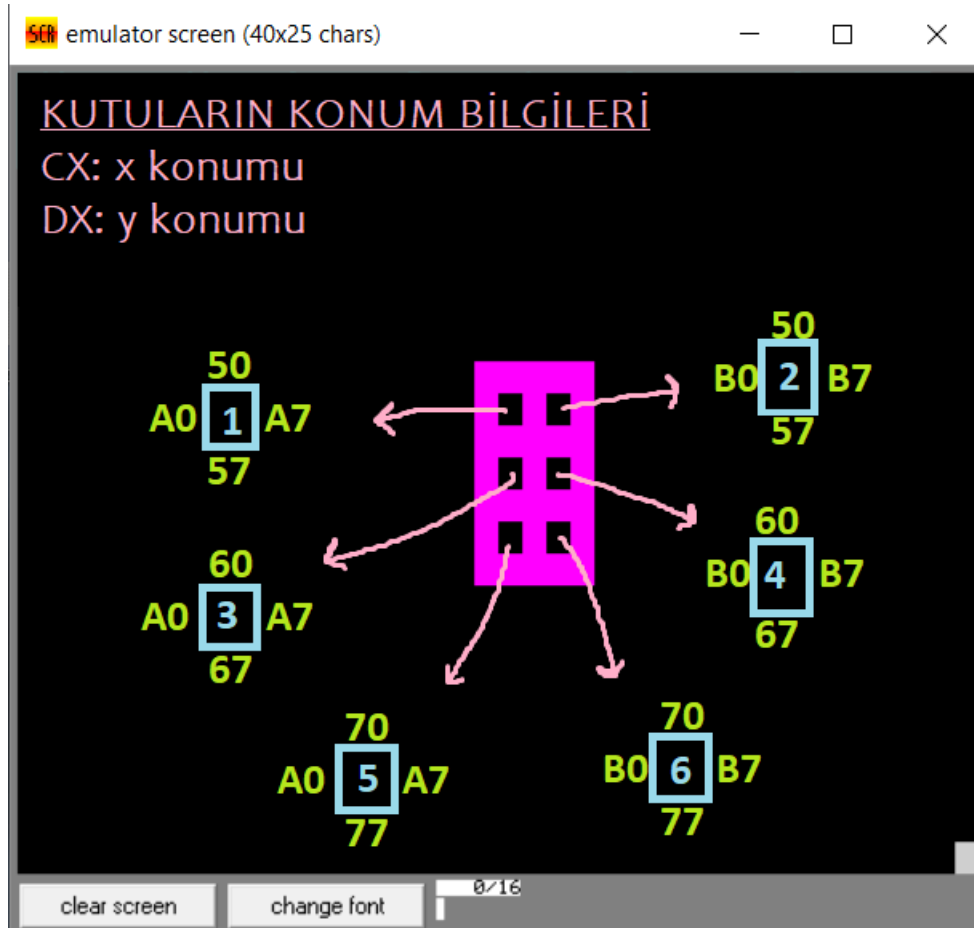 SCR emulator screen (40x25 chars)
KUTULARIN KONUM BİLGİLERİ
CX: x konumu
DX: y konumu
50
A0 1 A7
57
50
B0 2 B7
57
60
A0 3 A7
67
60
B0 4 B7
67
70
A0 5 A7
77
70
B0 6 B7
77
clear screen
change font
0/16